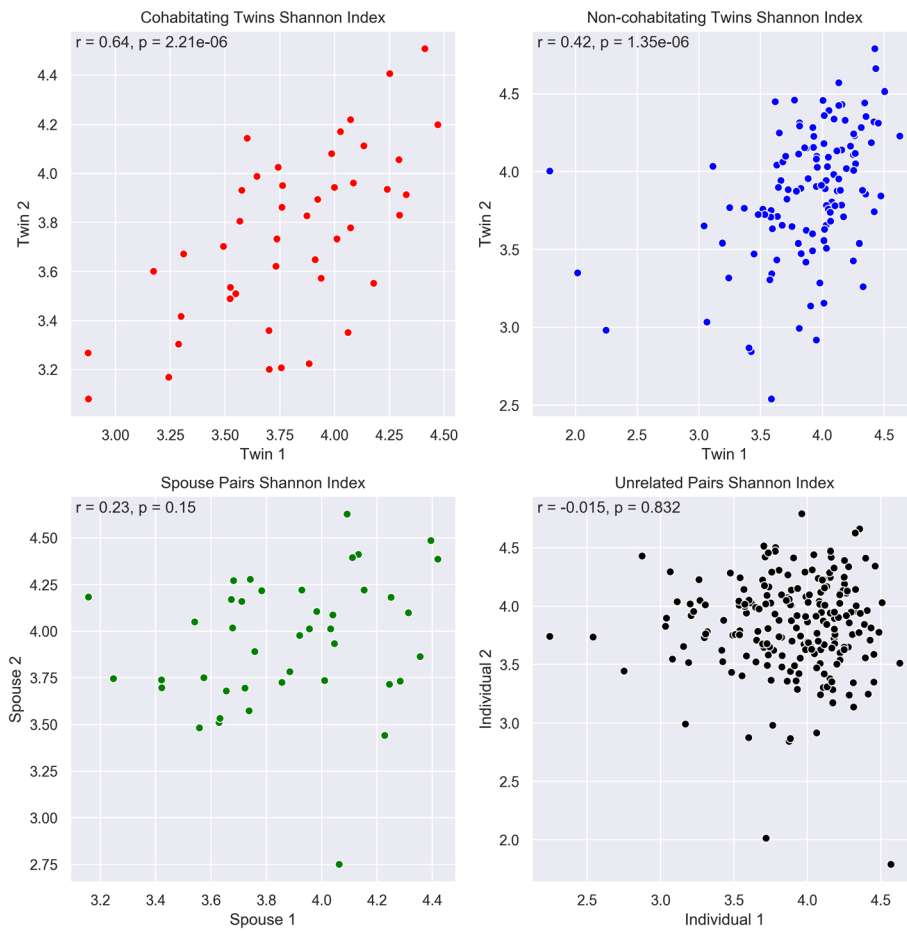 Cohabitating Twins Shannon Index
r = 0.64, p = 2.21e-06
4.4
4.2
4.0
3.8
3.6
3.4
3.2
Twin 2
3.00 3.25 3.50 3.75 4.00 4.25 4.50
Twin 1
Non-cohabitating Twins Shannon Index
r = 0.42, p = 1.35e-06
4.5
4.0
3.5
3.0
2.5
Twin 2
2.0 2.5 3.0 3.5 4.0 4.5
Twin 1
Spouse Pairs Shannon Index
r = 0.23, p = 0.15
4.50
4.25
4.00
3.75
3.50
3.25
3.00
2.75
Spouse 2
3.2 3.4 3.6 3.8 4.0 4.2 4.4
Spouse 1
Unrelated Pairs Shannon Index
r = -0.015, p = 0.832
4.5
4.0
3.5
3.0
2.5
2.0
Individual 2
2.5 3.0 3.5 4.0 4.5
Individual 1